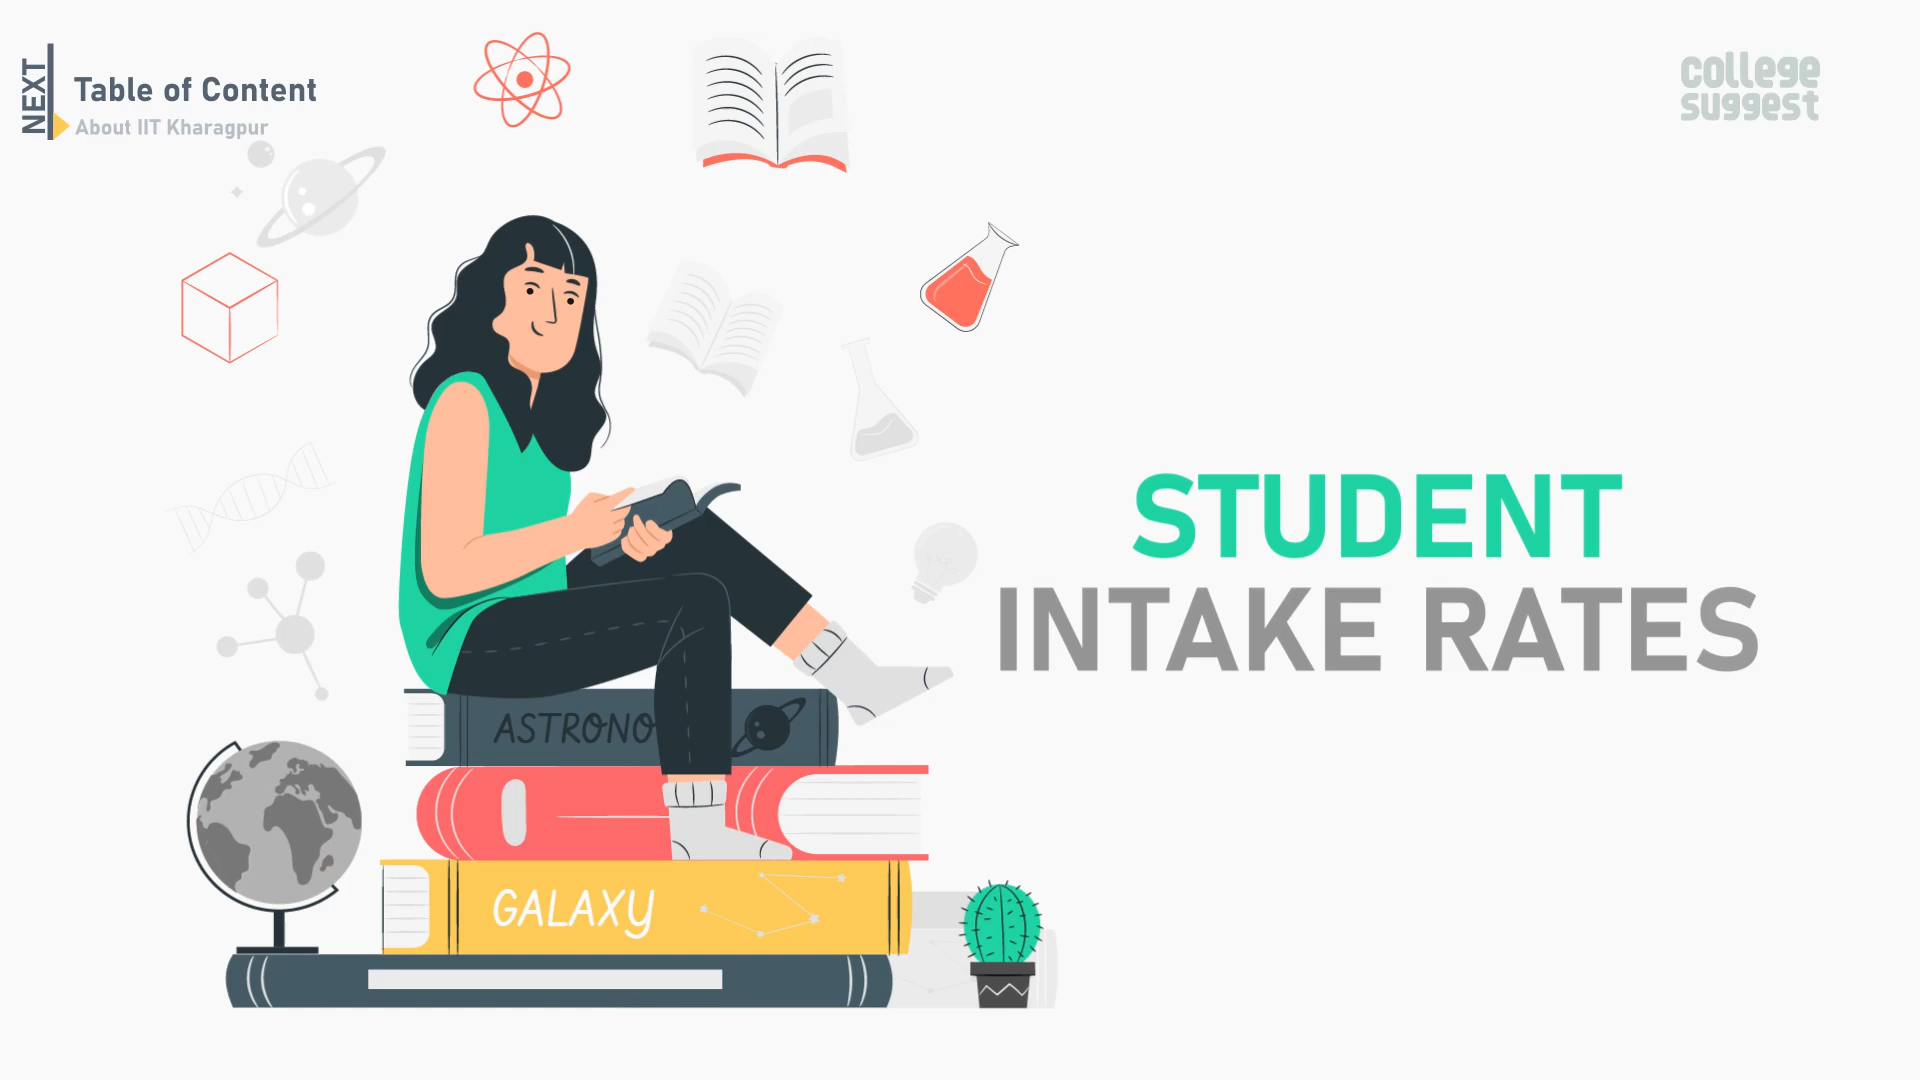 NEXT
Table of Content
About IIT Kharagpur
college
suggest
STUDENT
INTAKE RATES
ASTRONO
GALAXY